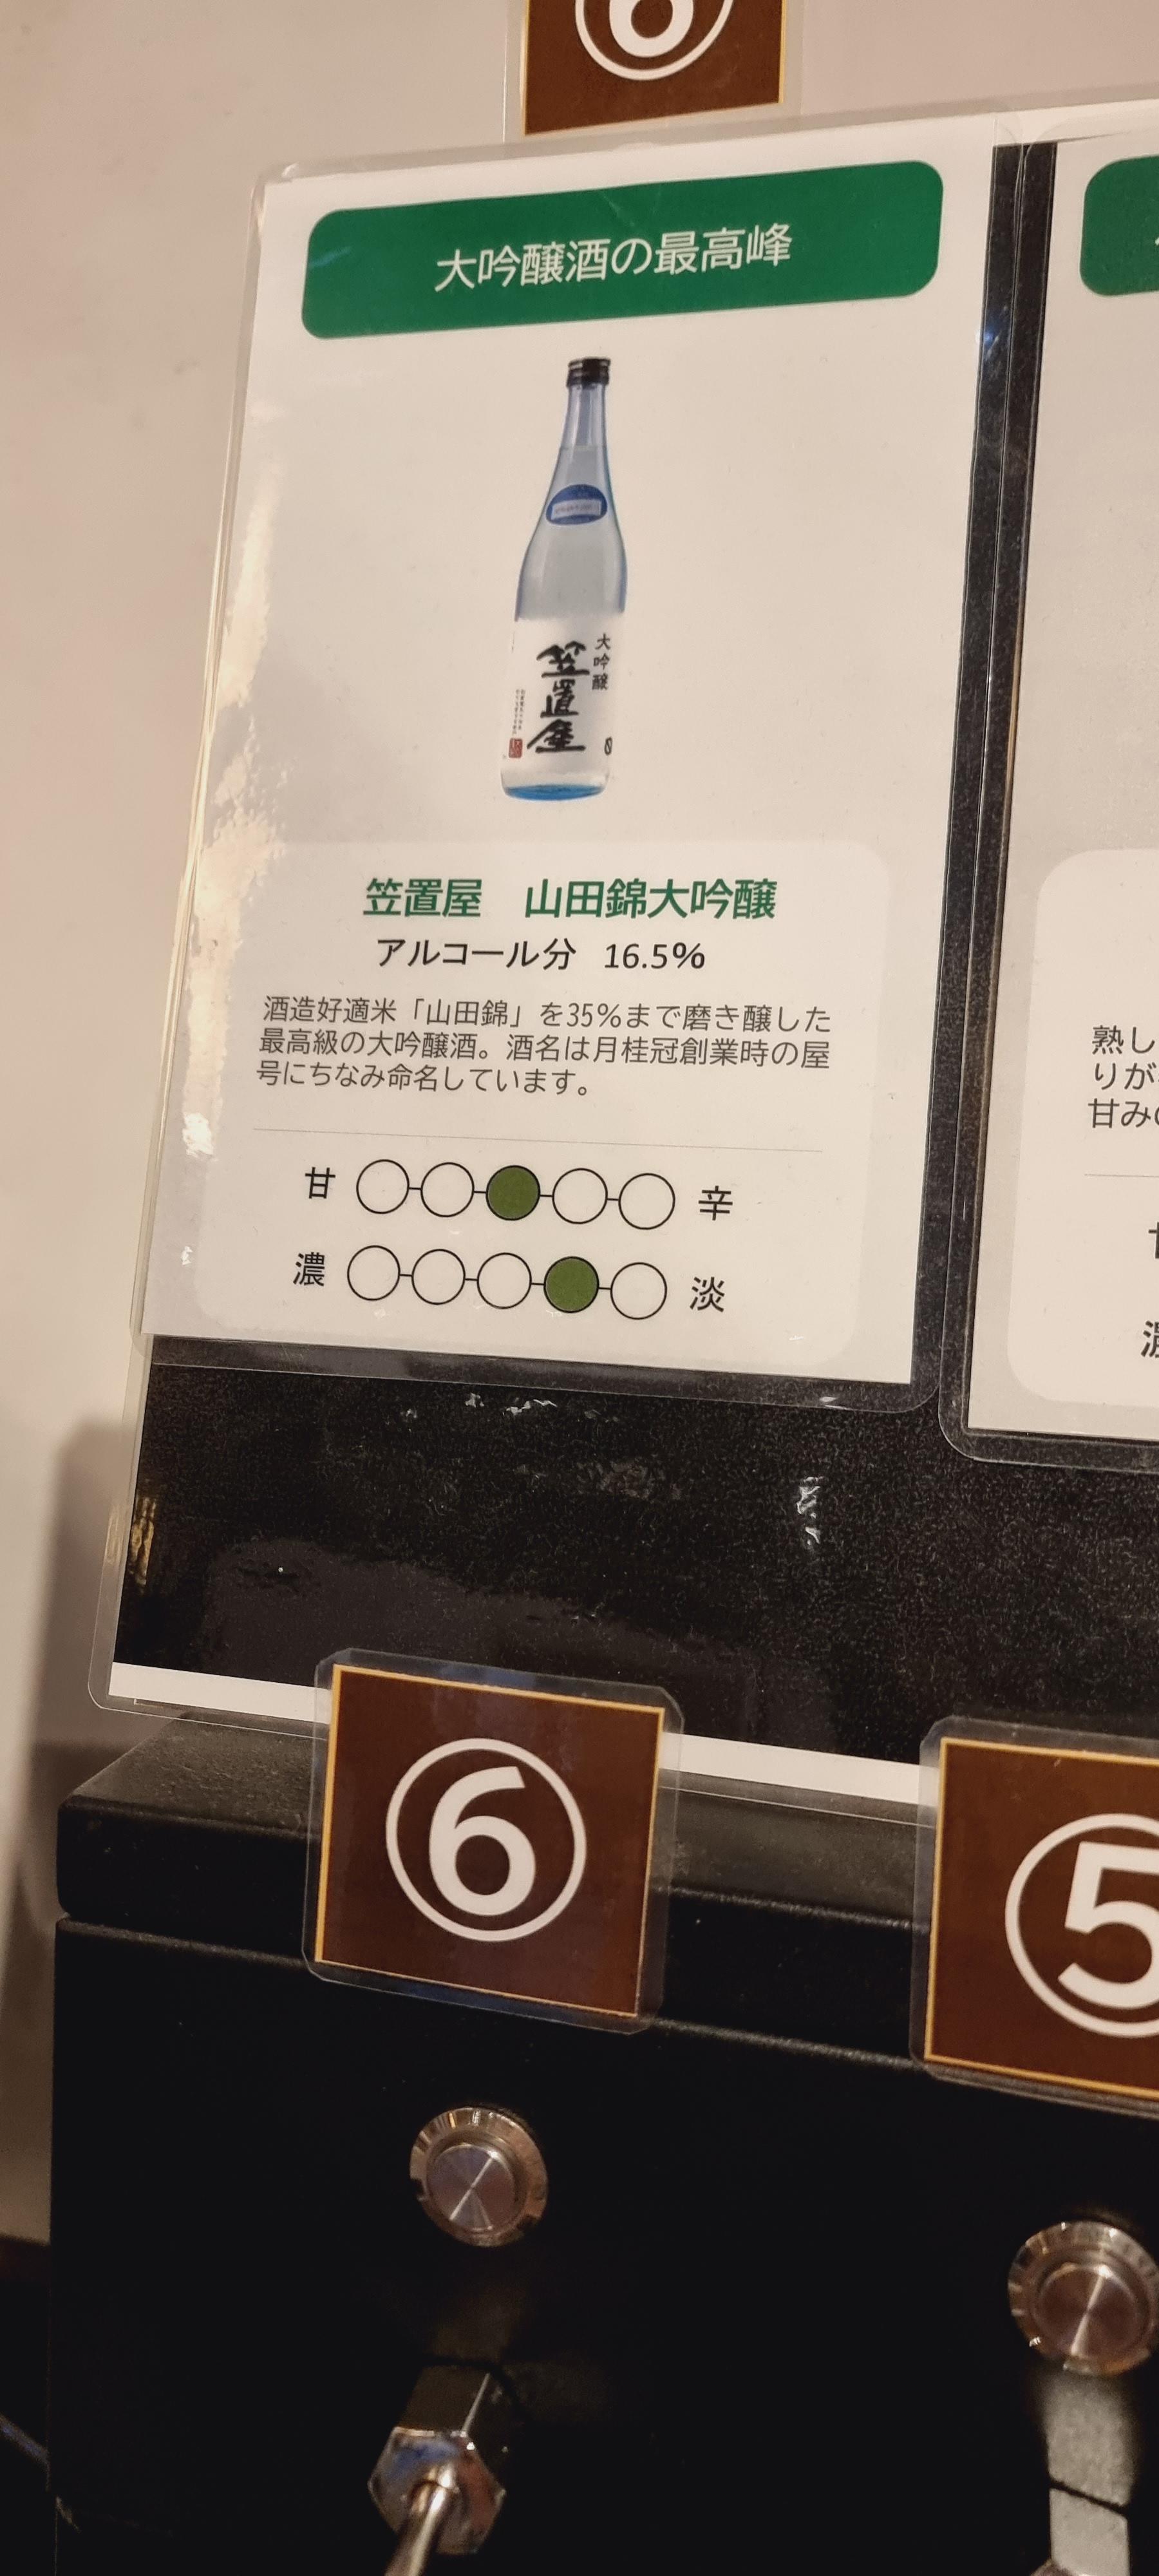 ⑥
大吟醸酒の最高峰
大吟醸
笠置屋
笠置屋　山田錦大吟醸
アルコール分 16.5%
酒造好適米「山田錦」を35%まで磨き醸した
最高級の大吟醸酒。酒名は月桂冠創業時の屋
号にちなみ命名しています。
甘 辛
濃 淡
熟し
りが
甘み
⑥
⑤